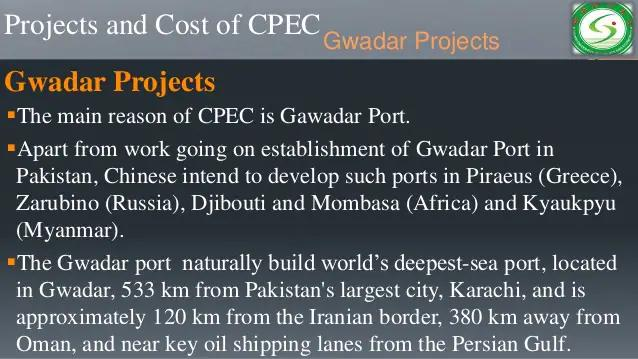 Projects and Cost of CPEC
Gwadar Projects
Gwadar Projects
▪The main reason of CPEC is Gawadar Port.
▪Apart from work going on establishment of Gwadar Port in
Pakistan, Chinese intend to develop such ports in Piraeus (Greece),
Zarubino (Russia), Djibouti and Mombasa (Africa) and Kyaukpyu
(Myanmar).
▪The Gwadar port naturally build world’s deepest-sea port, located
in Gwadar, 533 km from Pakistan's largest city, Karachi, and is
approximately 120 km from the Iranian border, 380 km away from
Oman, and near key oil shipping lanes from the Persian Gulf.